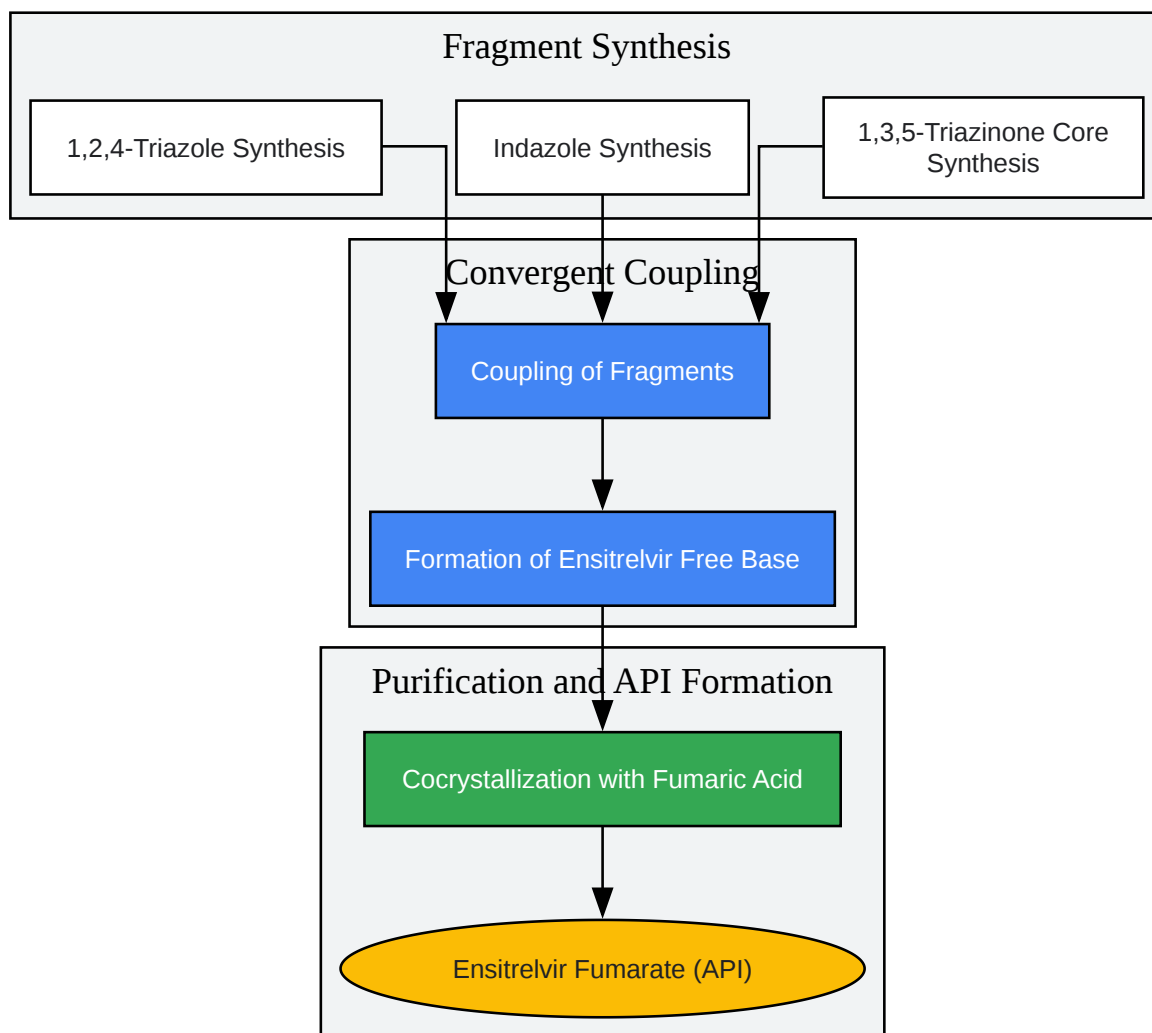 Fragment Synthesis
1,2,4-Triazole Synthesis
Indazole Synthesis
1,3,5-Triazinone Core
Synthesis
Convergent Coupling
Coupling of Fragments
Formation of Ensitrelvir Free Base
Purification and API Formation
Cocrystallization with Fumaric Acid
Ensitrelvir Fumarate (API)